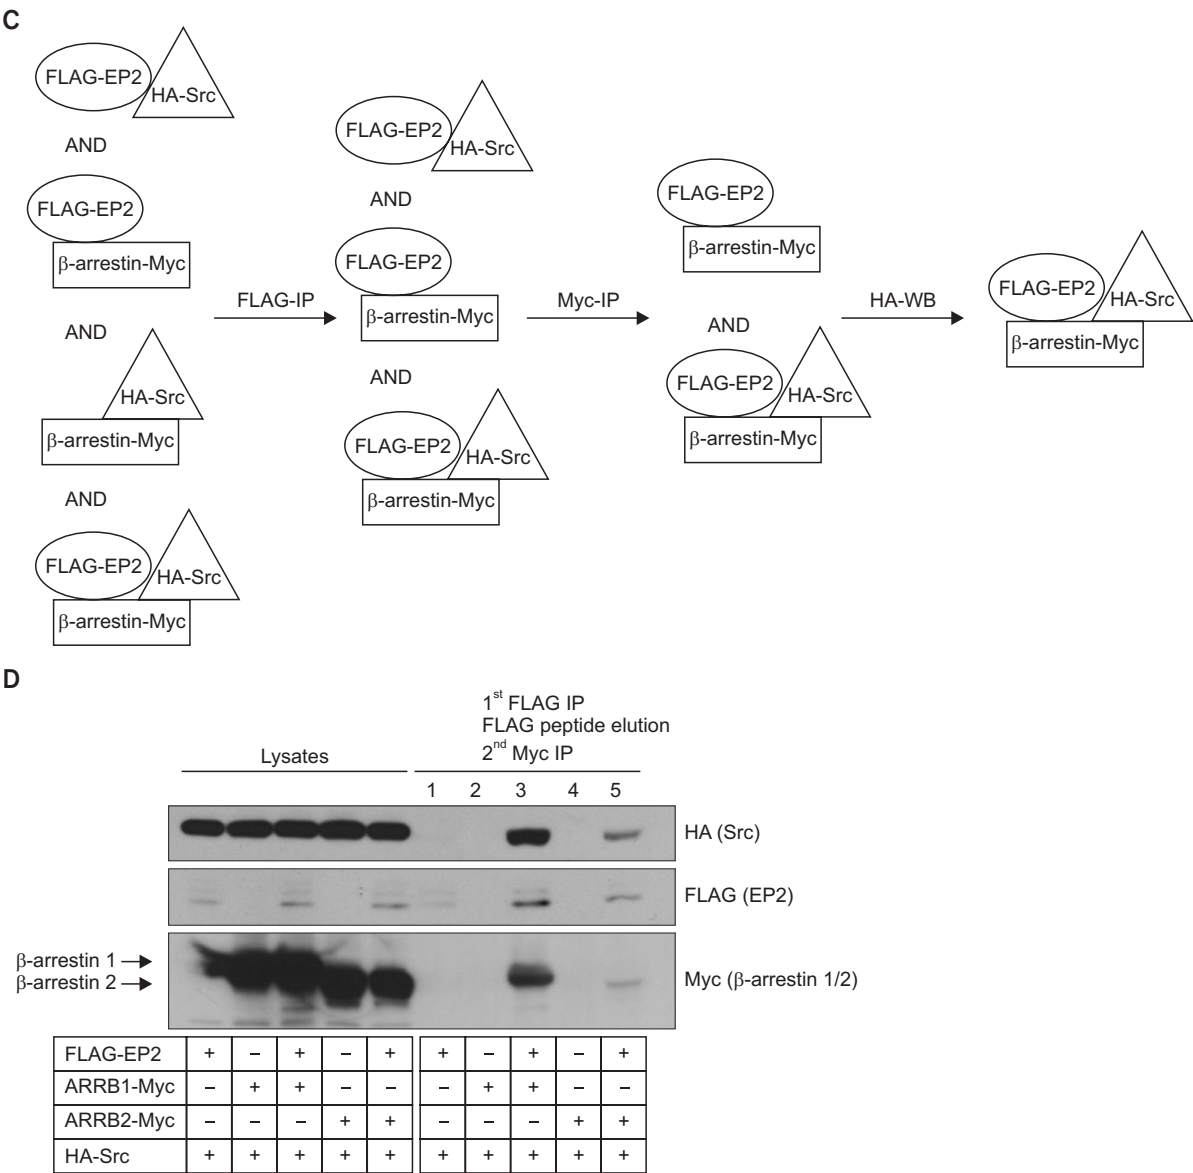 C
FLAG-EP2
HA-Src
AND
FLAG-EP2
β-arrestin-Myc
AND
HA-Src
β-arrestin-Myc
AND
FLAG-EP2
HA-Src
β-arrestin-Myc
FLAG-IP
FLAG-EP2
HA-Src
AND
FLAG-EP2
β-arrestin-Myc
AND
FLAG-EP2
HA-Src
β-arrestin-Myc
Myc-IP
FLAG-EP2
β-arrestin-Myc
AND
FLAG-EP2
HA-Src
β-arrestin-Myc
HA-WB
FLAG-EP2
HA-Src
β-arrestin-Myc
D
Lysates
1st FLAG IP
FLAG peptide elution
2nd Myc IP
1 2 3 4 5
HA (Src)
FLAG (EP2)
β-arrestin 1
β-arrestin 2
Myc (β-arrestin 1/2)
FLAG-EP2 + – + – + + – + – +
ARRB1-Myc – + + – – – + + – –
ARRB2-Myc – – – + + – – – + +
HA-Src + + + + + + + + + +